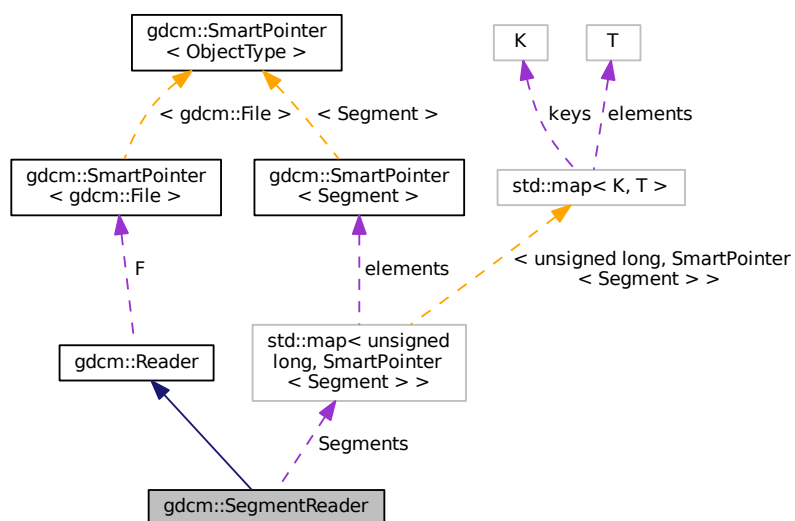 gdcm::SmartPointer
< ObjectType >
K
T
< gdcm::File >
< Segment >
keys
elements
gdcm::SmartPointer
< gdcm::File >
gdcm::SmartPointer
< Segment >
std::map< K, T >
F
elements
< unsigned long, SmartPointer
< Segment > >
gdcm::Reader
std::map< unsigned
long, SmartPointer
< Segment > >
Segments
gdcm::SegmentReader